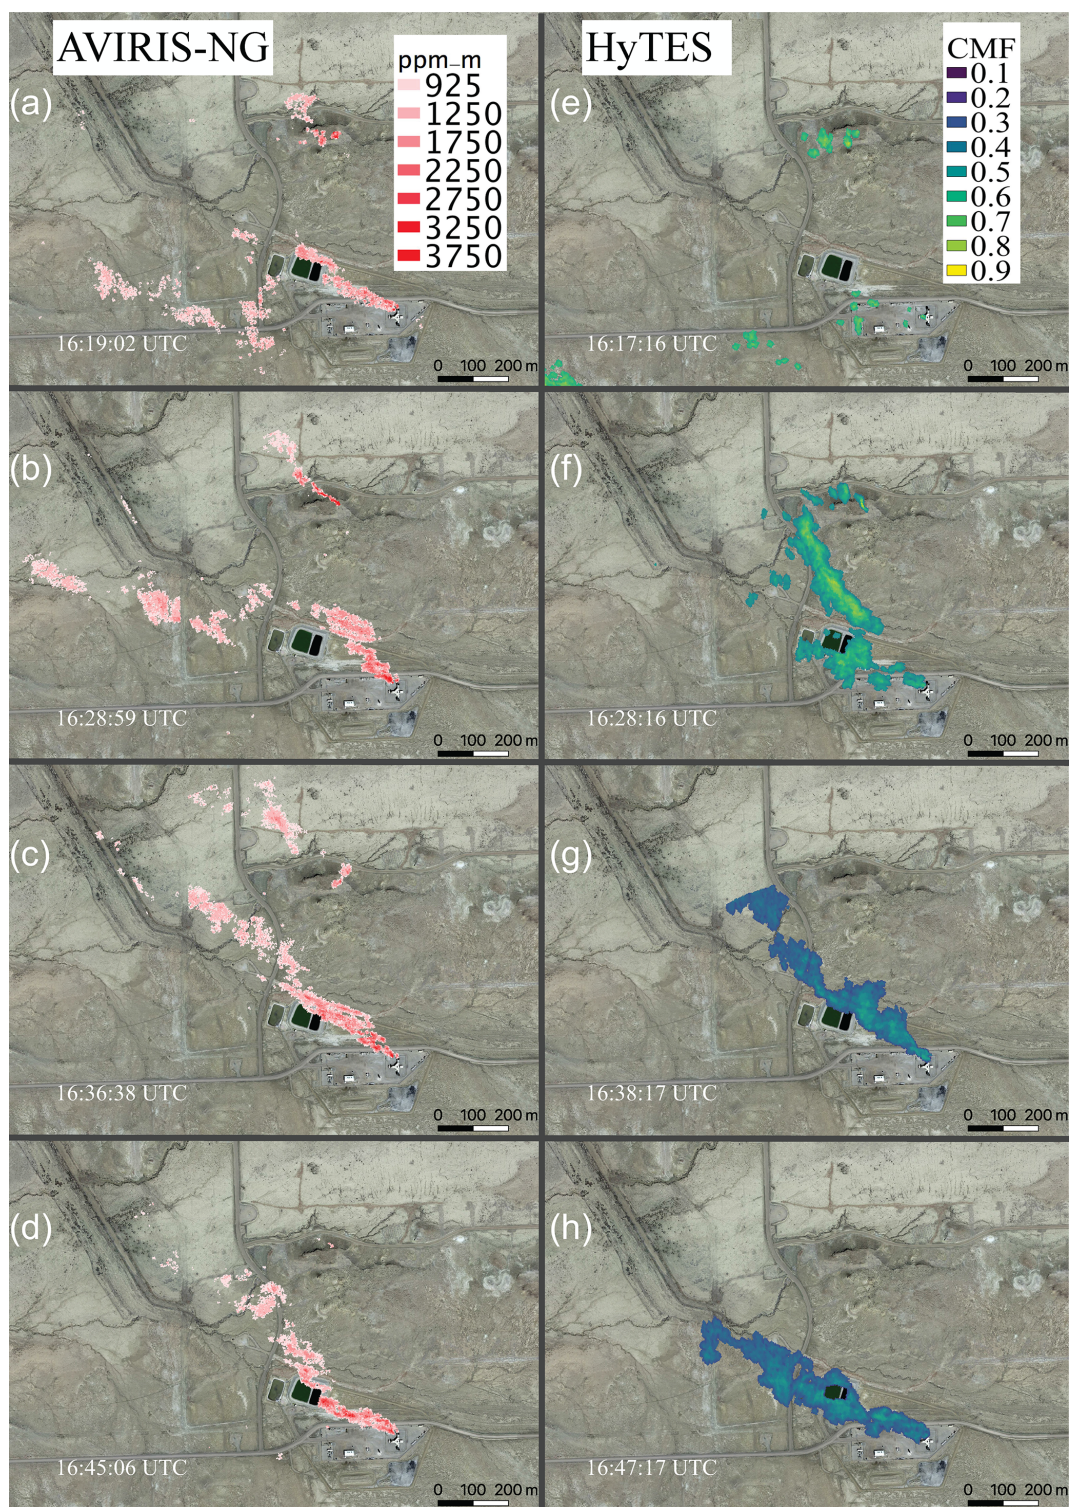 AVIRIS-NG
ppm_m
925
1250
1750
2250
2750
3250
3750
(a)
16:19:02 UTC
0 100 200 m
HyTES
CMF
0.1
0.2
0.3
0.4
0.5
0.6
0.7
0.8
0.9
(e)
16:17:16 UTC
0 100 200 m
(b)
16:28:59 UTC
0 100 200 m
(f)
16:28:16 UTC
0 100 200 m
(c)
16:36:38 UTC
0 100 200 m
(g)
16:38:17 UTC
0 100 200 m
(d)
16:45:06 UTC
0 100 200 m
(h)
16:47:17 UTC
0 100 200 m